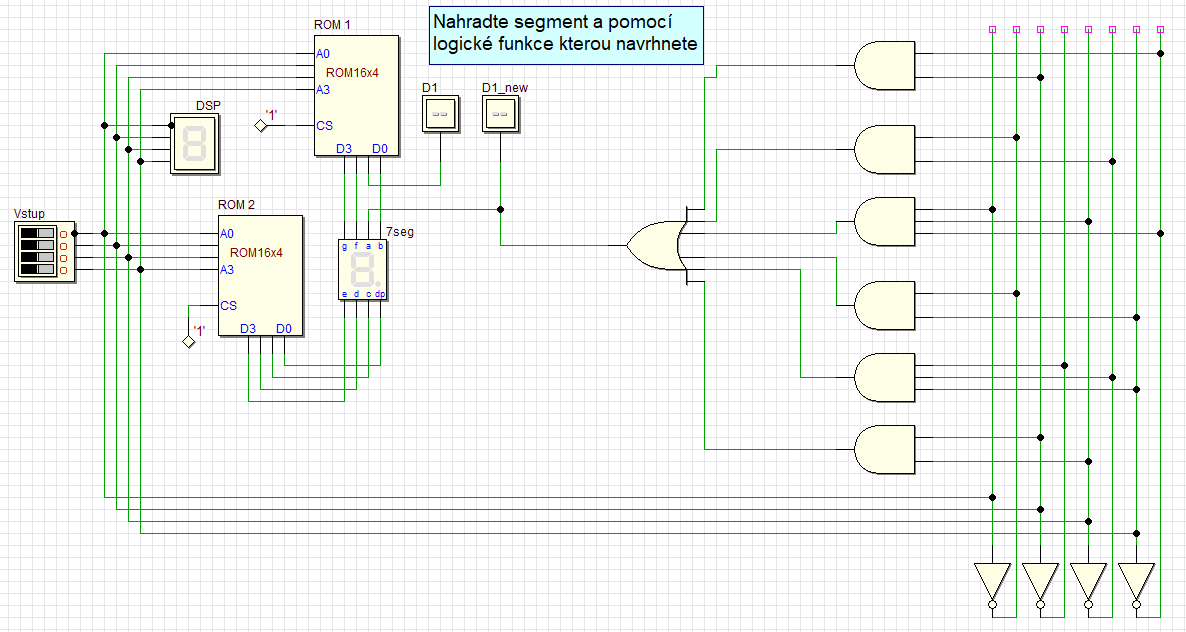 ROM 1
Nahradte segment a pomocí
logické funkce kterou navrhnete
A0
ROM16x4
A3
CS
D3 D0
'1'
D1
--
D1_new
--
DSP
ROM 2
Vstup
A0
ROM16x4
A3
CS
D3 D0
'1'
7seg
g f a b
e d c dp